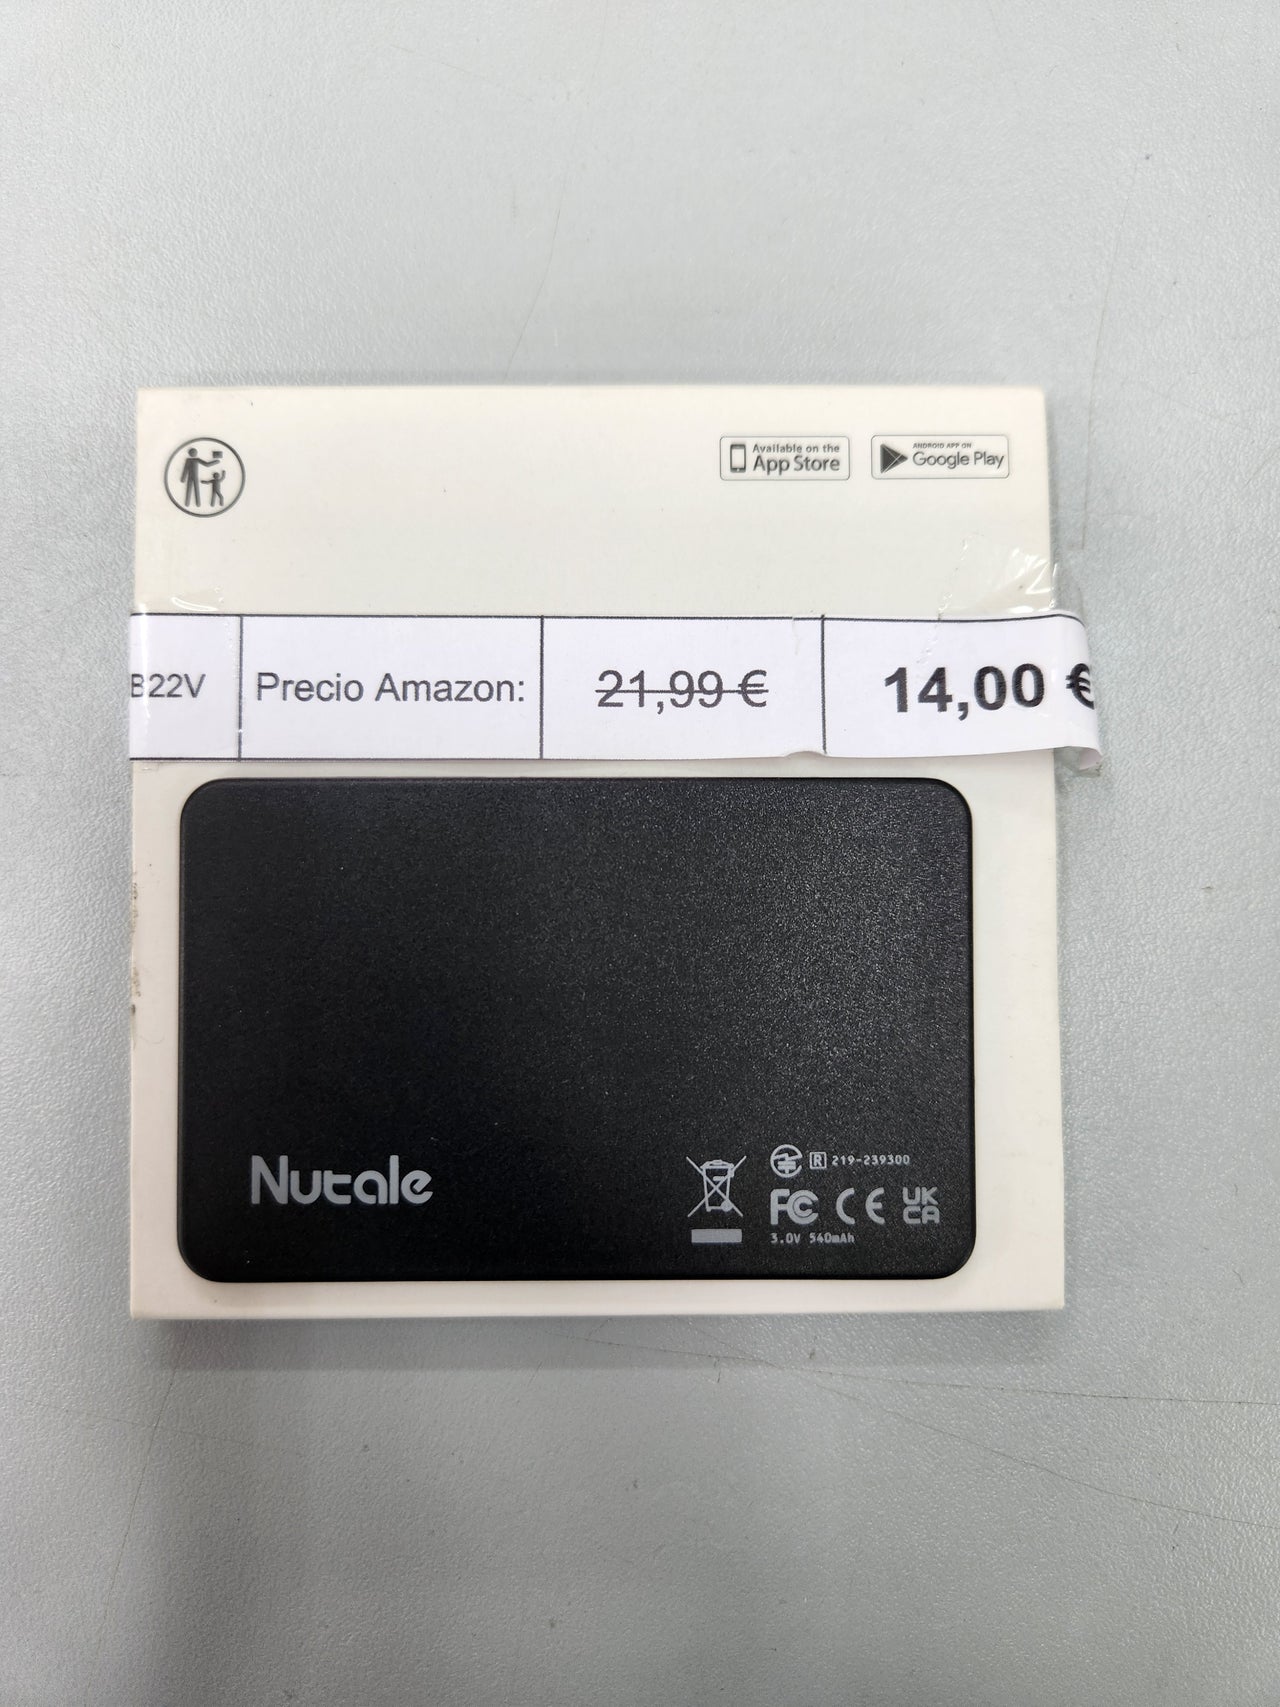 Available on the
App Store
ANDROID APP ON
Google Play
B22V
Precio Amazon:
21,99 €
14,00 €
Nutale
R 219-239300
FC CE UK CA
3.0V 540mAh